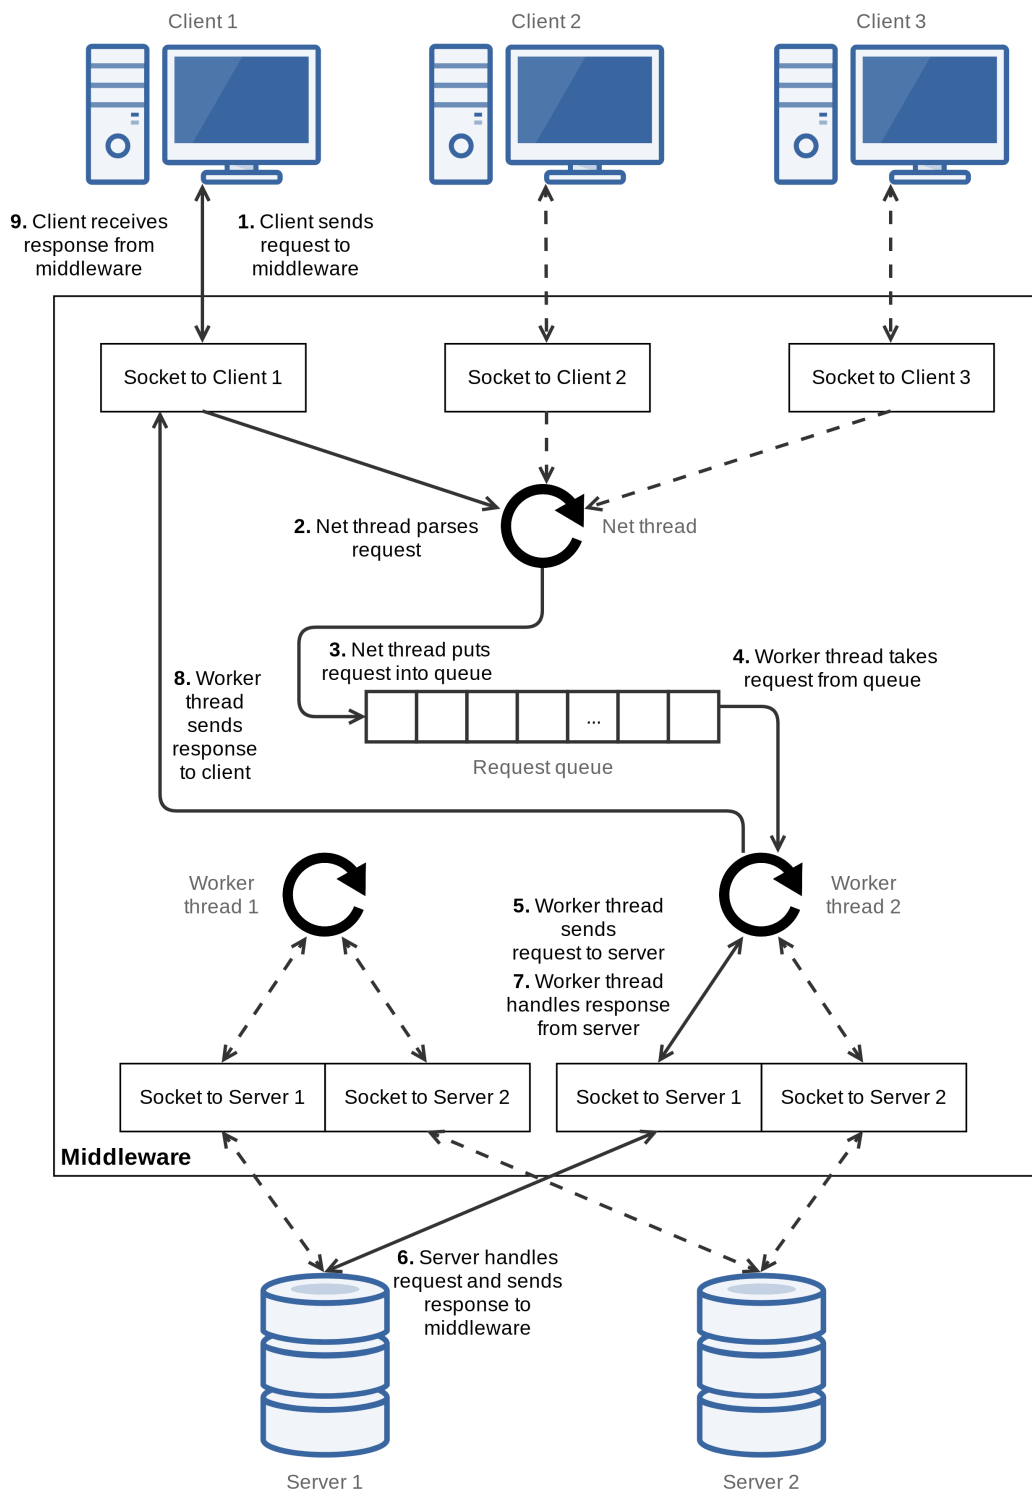 Client 1
Client 2
Client 3
9. Client receives
response from
middleware
1. Client sends
request to
middleware
Socket to Client 1
Socket to Client 2
Socket to Client 3
2. Net thread parses
request
Net thread
3. Net thread puts
request into queue
4. Worker thread takes
request from queue
8. Worker
thread
sends
response
to client
...
Request queue
Worker
thread 1
Worker
thread 2
5. Worker thread
sends
request to server
7. Worker thread
handles response
from server
Socket to Server 1
Socket to Server 2
Socket to Server 1
Socket to Server 2
Middleware
6. Server handles
request and sends
response to
middleware
Server 1
Server 2